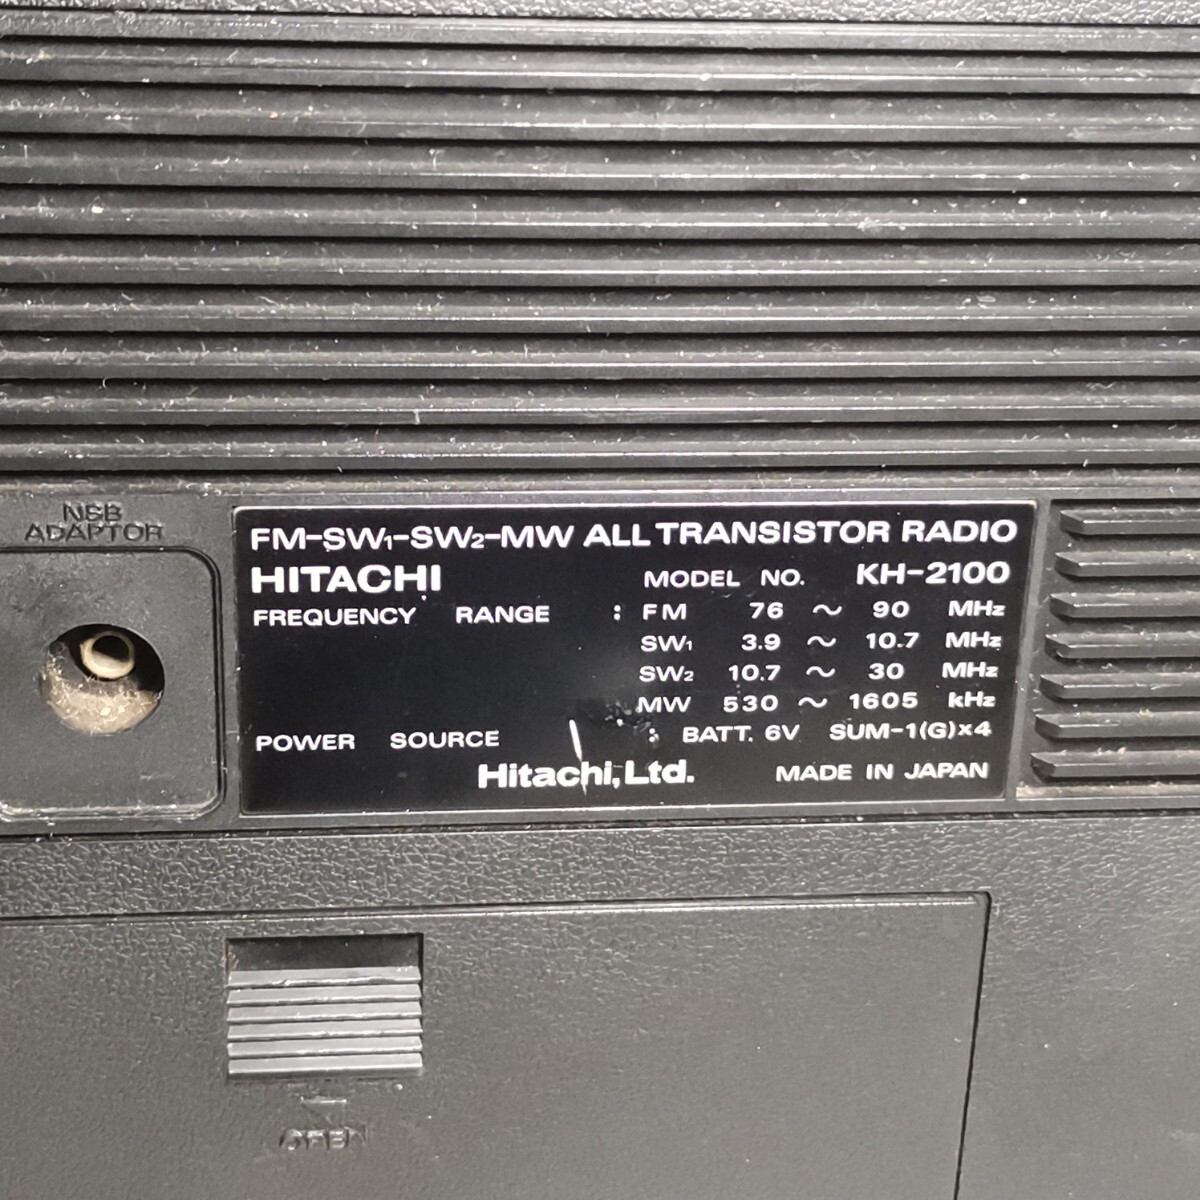 NSB
ADAPTOR
FM-SW1-SW2-MW ALL TRANSISTOR RADIO
HITACHI MODEL NO. KH-2100
FREQUENCY RANGE : FM 76 ~ 90 MHz
SW1 3.9 ~ 10.7 MHz
SW2 10.7 ~ 30 MHz
MW 530 ~ 1605 kHz
POWER SOURCE : BATT. 6V SUM-1(G)x4
Hitachi, Ltd. MADE IN JAPAN
OPEN